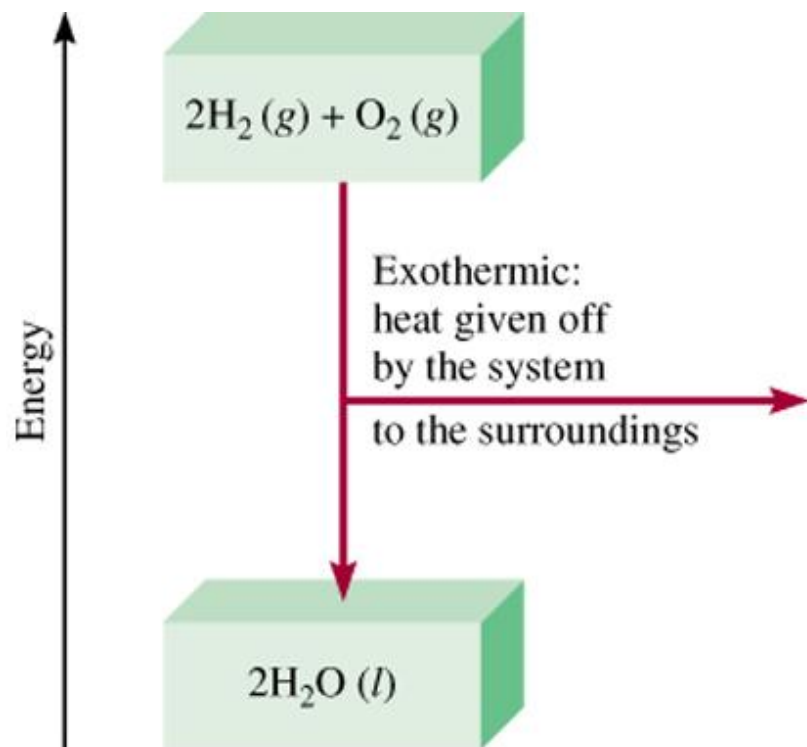 2H₂ (g) + O₂ (g)
Exothermic:
heat given off
by the system
to the surroundings
Energy
2H₂O (l)